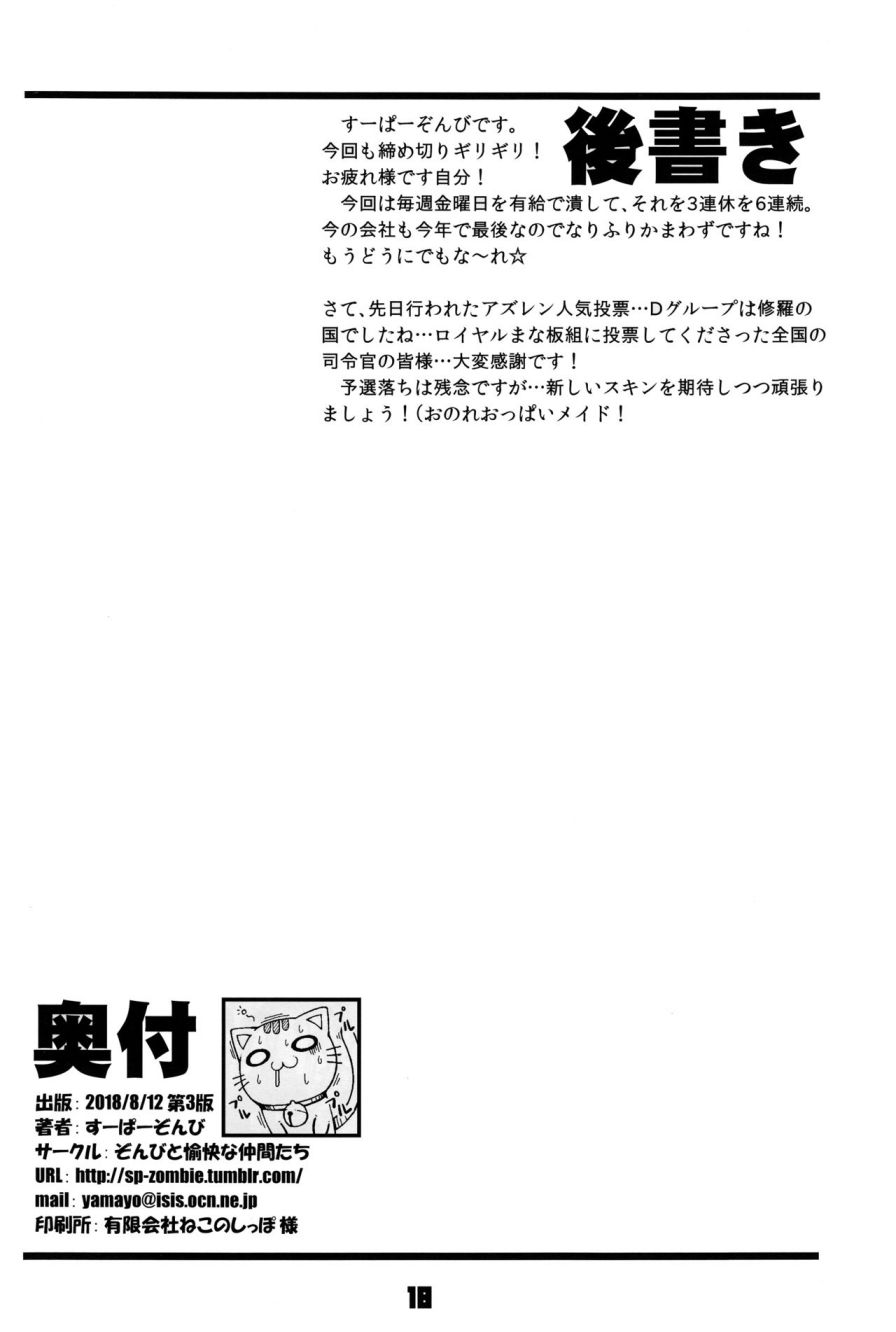 後書き
すーぱーぞんびです。
今回も締め切りギリギリ！
お疲れ様です自分！
今回は毎週金曜日を有給で潰して、それを3連休を6連続。
今の会社も今年で最後なのでなりふりかまわずですね！
もうどうにでもな～れ☆
さて、先日行われたアズレン人気投票…Dグループは修羅の
国でしたね…ロイヤルまな板組に投票してくださった全国の
司令官の皆様…大変感謝です！
予選落ちは残念ですが…新しいスキンを期待しつつ頑張り
ましょう！（おのれおっぱいメイド！
奥付
プルプル
プル
プル
出版：2018/8/12 第3版
著者：すーぱーぞんび
サークル：ぞんびと愉快な仲間たち
URL：http://sp-zombie.tumblr.com/
mail：yamayo@isis.ocn.ne.jp
印刷所：有限会社ねこのしっぽ 様
18